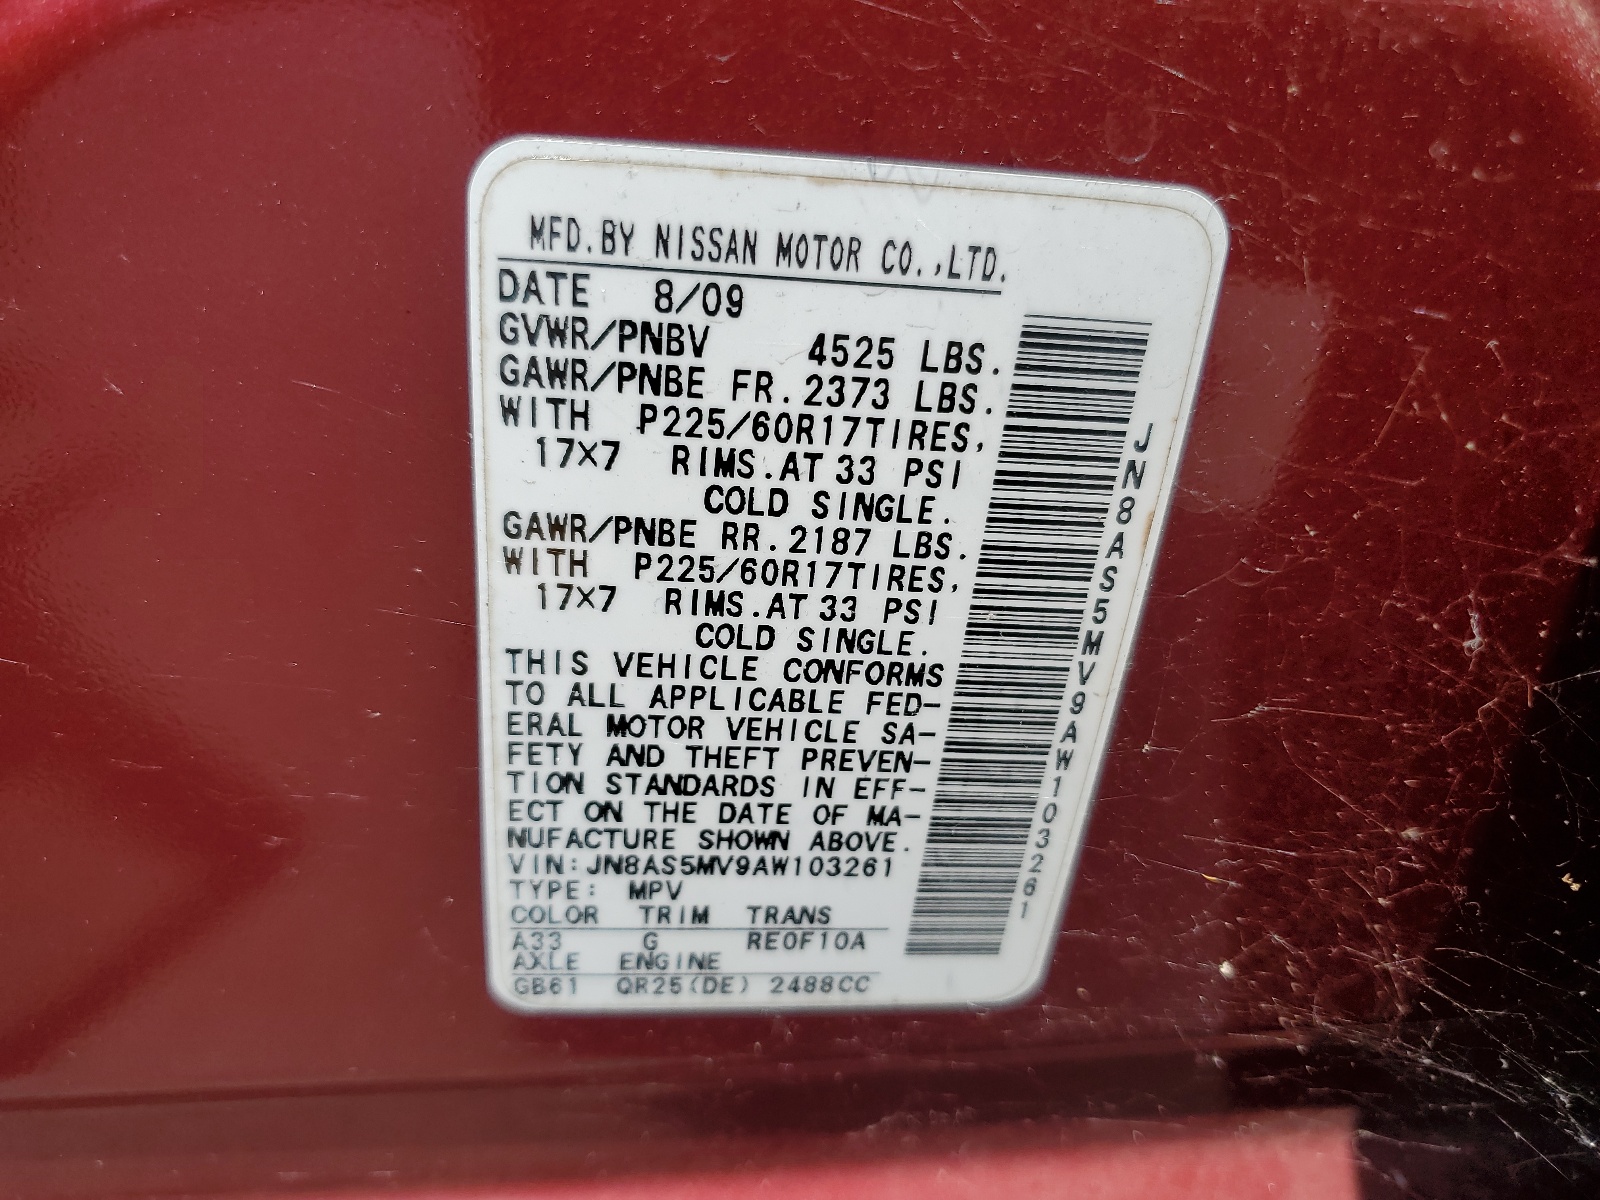 MFD.BY NISSAN MOTOR CO.,LTD.
DATE 8/09
GVWR/PNBV 4525 LBS.
GAWR/PNBE FR.2373 LBS.
WITH P225/60R17TIRES,
17×7 RIMS.AT 33 PSI
COLD SINGLE.
GAWR/PNBE RR.2187 LBS.
WITH P225/60R17TIRES,
17×7 RIMS.AT 33 PSI
COLD SINGLE.
THIS VEHICLE CONFORMS
TO ALL APPLICABLE FED-
ERAL MOTOR VEHICLE SA-
FETY AND THEFT PREVEN-
TION STANDARDS IN EFF-
ECT ON THE DATE OF MA-
NUFACTURE SHOWN ABOVE.
VIN:JN8AS5MV9AW103261
TYPE: MPV
COLOR TRIM TRANS
A33 G RE0F10A
AXLE ENGINE
GB61 QR25(DE) 2488CC
JN8AS5MV9AW103261